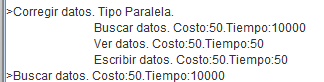 >Corregir datos. Tipo Paralela.
Buscar datos. Costo:50.Tiempo:10000
Ver datos. Costo:50.Tiempo:50
Escribir datos. Costo:50.Tiempo:50
>Buscar datos. Costo:50.Tiempo:10000